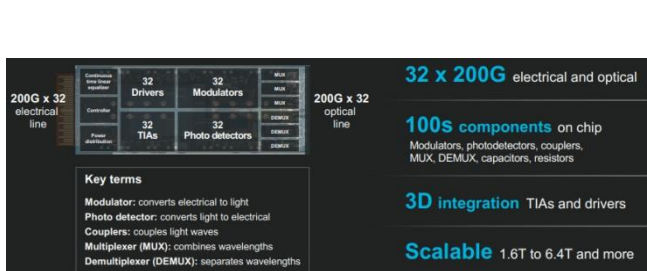 200G x 32
electrical
line
Continuous
time linear
equalizer
Controller
Power
distribution
32
Drivers
32
Modulators
32
TIAs
32
Photo detectors
MUX
MUX
MUX
DEMUX
DEMUX
DEMUX
200G x 32
optical
line
Key terms
Modulator: converts electrical to light
Photo detector: converts light to electrical
Couplers: couples light waves
Multiplexer (MUX): combines wavelengths
Demultiplexer (DEMUX): separates wavelengths
32 x 200G electrical and optical
100s components on chip
Modulators, photodetectors, couplers,
MUX, DEMUX, capacitors, resistors
3D integration TIAs and drivers
Scalable 1.6T to 6.4T and more